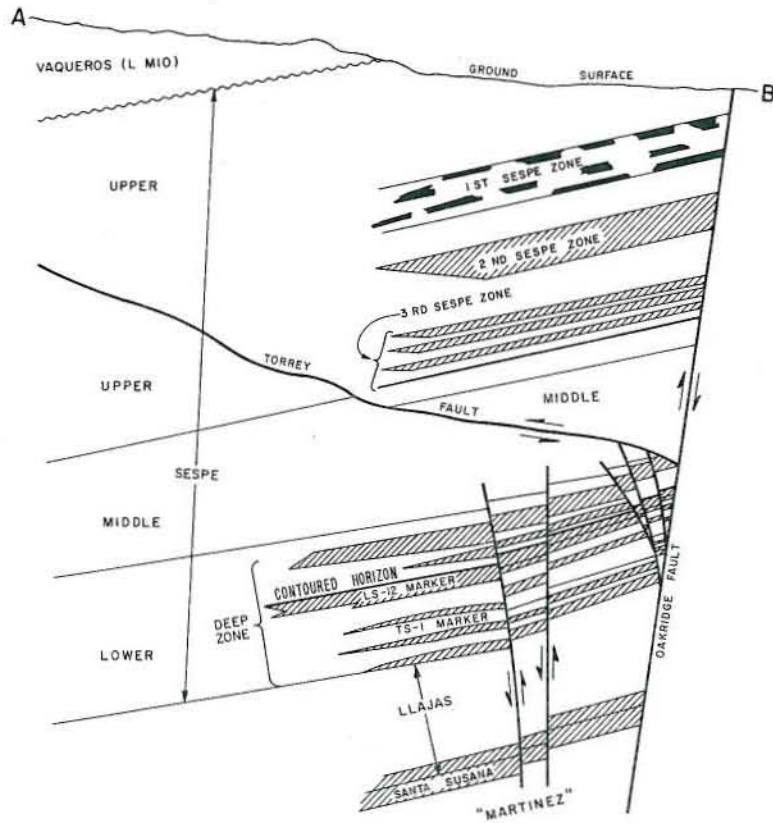 A
VAQUEROS (L MIO)
GROUND SURFACE
B
UPPER
1ST SESPE ZONE
2 ND SESPE ZONE
3 RD SESPE ZONE
TORREY FAULT
UPPER
MIDDLE
SESPE
MIDDLE
CONTOURED HORIZON
LS-12 MARKER
DEEP
ZONE
TS-1 MARKER
LOWER
OAKRIDGE FAULT
LLAJAS
SANTA SUSANA
"MARTINEZ"